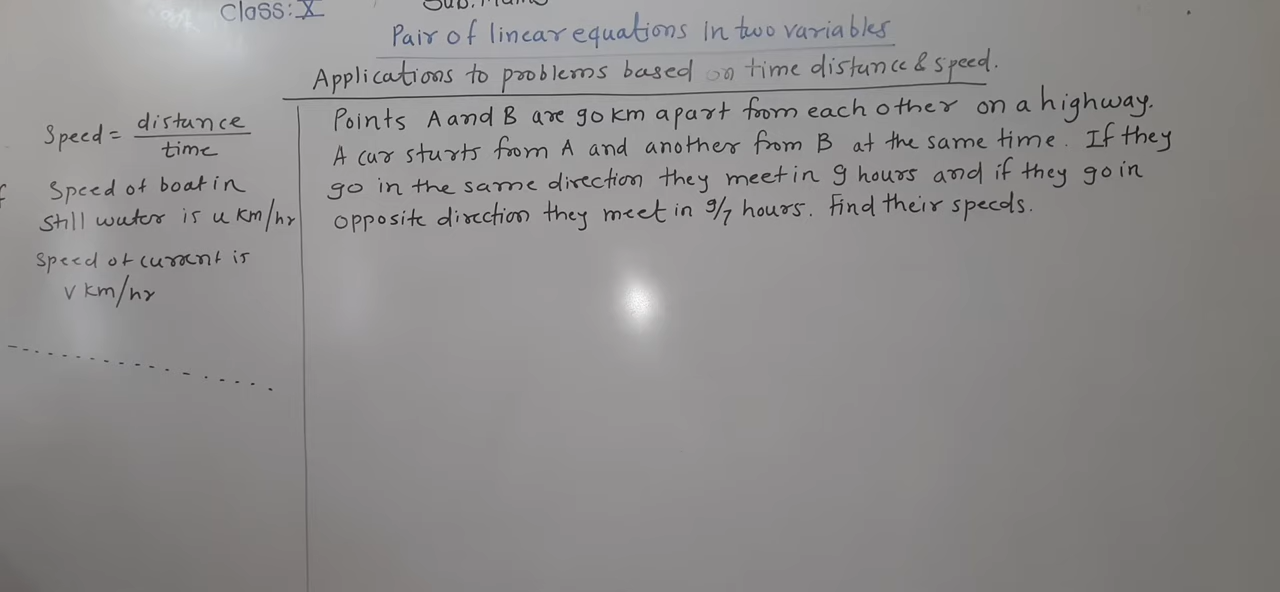 Class: X
Sub: Maths
Pair of linear equations in two variables
Applications to problems based on time distance & speed.
Speed = distance / time
Speed of boat in
still water is u km/hr
Speed of current is
v km/hr
Points A and B are 90 km apart from each other on a highway.
A car starts from A and another from B at the same time. If they
go in the same direction they meet in 9 hours and if they go in
opposite direction they meet in 9/7 hours. Find their speeds.